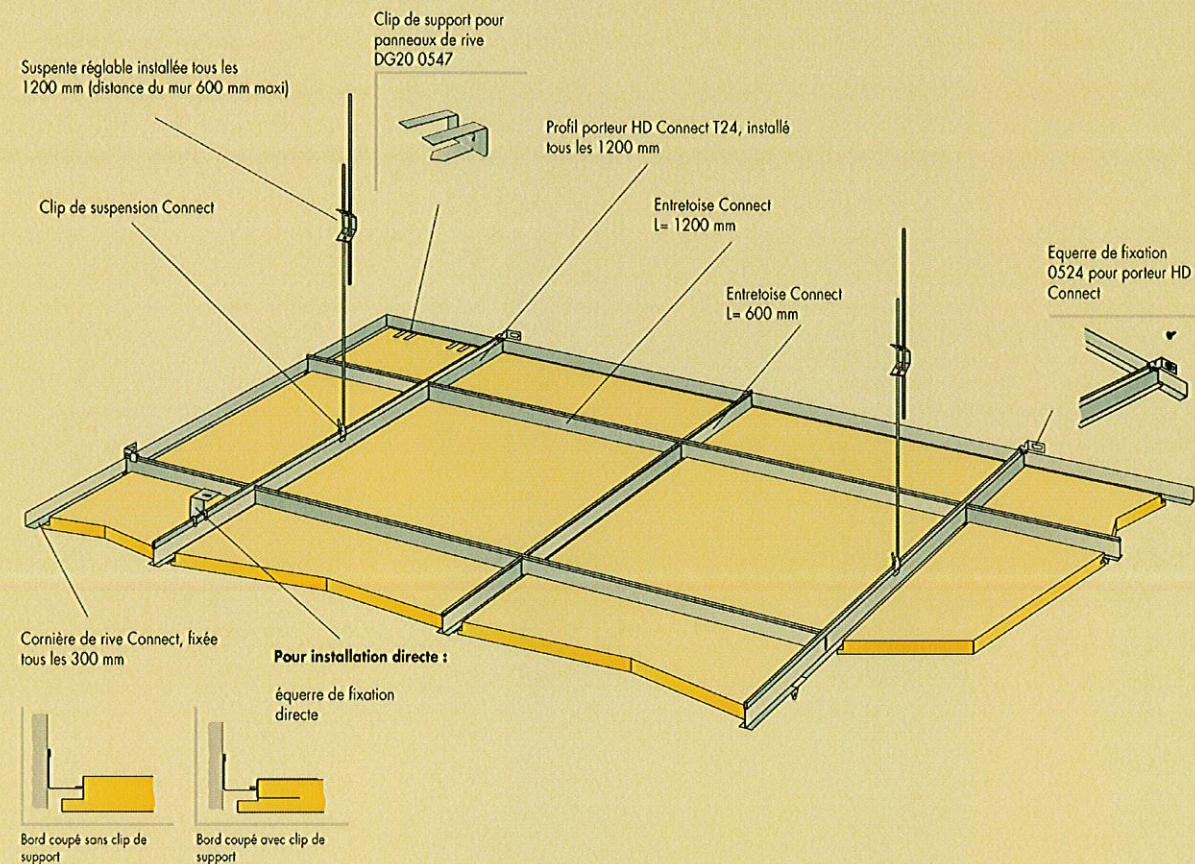 Clip de support pour
panneaux de rive
DG20 0547
Suspente réglable installée tous les
1200 mm (distance du mur 600 mm maxi)
Profil porteur HD Connect T24, installé
tous les 1200 mm
Clip de suspension Connect
Entretoise Connect
L= 1200 mm
Equerre de fixation
0524 pour porteur HD
Connect
Entretoise Connect
L= 600 mm
Cornière de rive Connect, fixée
tous les 300 mm
Pour installation directe :
équerre de fixation
directe
Bord coupé sans clip de
support
Bord coupé avec clip de
support